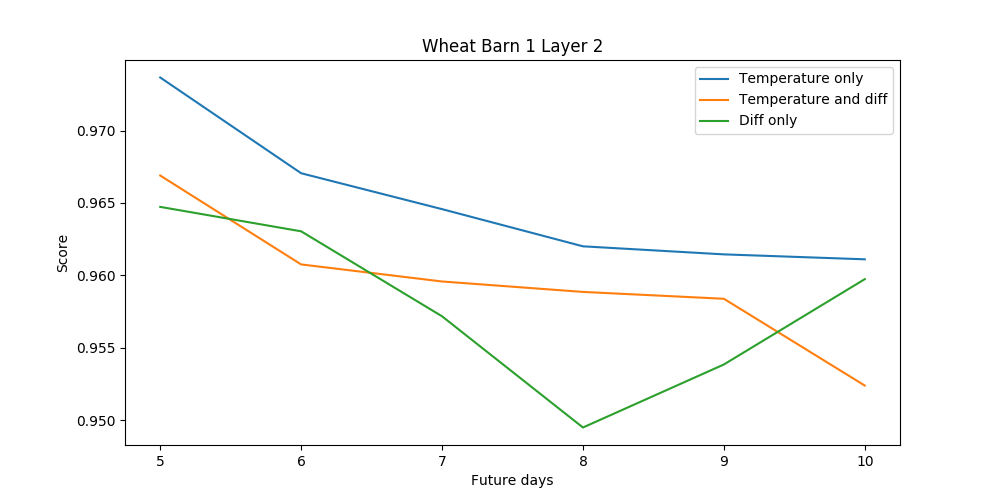 Wheat Barn 1 Layer 2
Temperature only
Temperature and diff
Diff only
0.970
0.965
0.960
0.955
0.950
Score
5 6 7 8 9 10
Future days